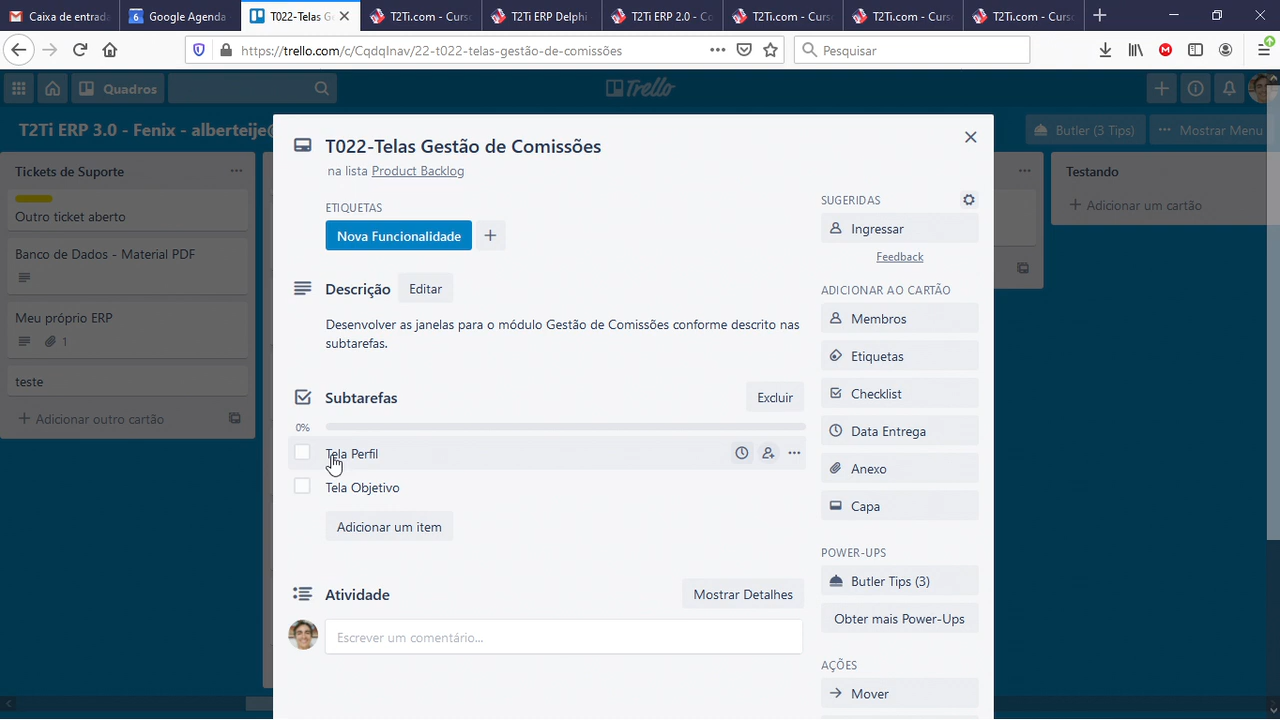 Caixa de entrada
6 Google Agenda
T022-Telas G
T2Ti.com - Curso
T2Ti ERP Delphi
T2Ti ERP 2.0 - Co
T2Ti.com - Curs
T2Ti.com - Curs
T2Ti.com - Curs
https://trello.com/c/CqdqInav/22-t022-telas-gestão-de-comissões
Pesquisar
Quadros
Trello
T2Ti ERP 3.0 - Fenix - alberteije@
Butler (3 Tips)
Mostrar Menu
Tickets de Suporte
Outro ticket aberto
Banco de Dados - Material PDF
Meu próprio ERP
1
teste
Adicionar outro cartão
T022-Telas Gestão de Comissões
na lista Product Backlog
ETIQUETAS
Nova Funcionalidade
Descrição
Editar
Desenvolver as janelas para o módulo Gestão de Comissões conforme descrito nas
subtarefas.
Subtarefas
Excluir
0%
Tela Perfil
Tela Objetivo
Adicionar um item
Atividade
Mostrar Detalhes
Escrever um comentário...
SUGERIDAS
Ingressar
Feedback
ADICIONAR AO CARTÃO
Membros
Etiquetas
Checklist
Data Entrega
Anexo
Capa
POWER-UPS
Butler Tips (3)
Obter mais Power-Ups
AÇÕES
Mover
Testando
Adicionar um cartão